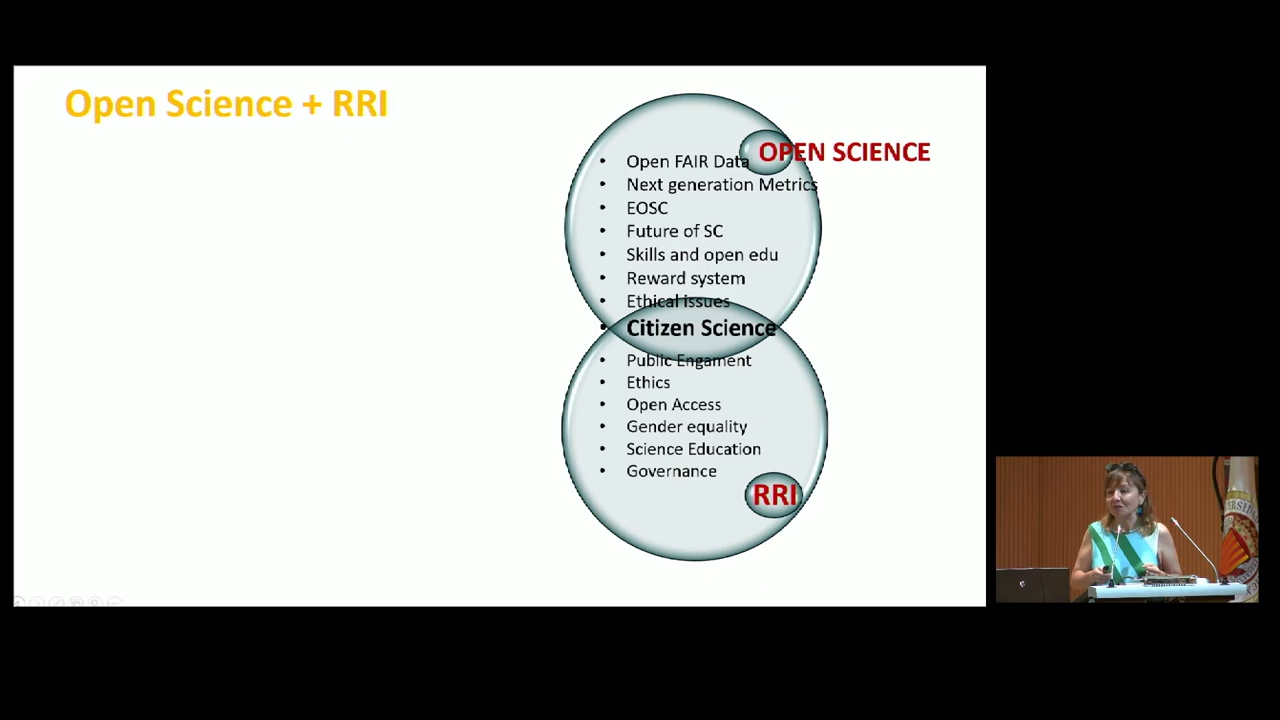 Open Science + RRI
OPEN SCIENCE
• Open FAIR Data
• Next generation Metrics
• EOSC
• Future of SC
• Skills and open edu
• Reward system
• Ethical issues
• Citizen Science
• Public Engament
• Ethics
• Open Access
• Gender equality
• Science Education
• Governance
RRI